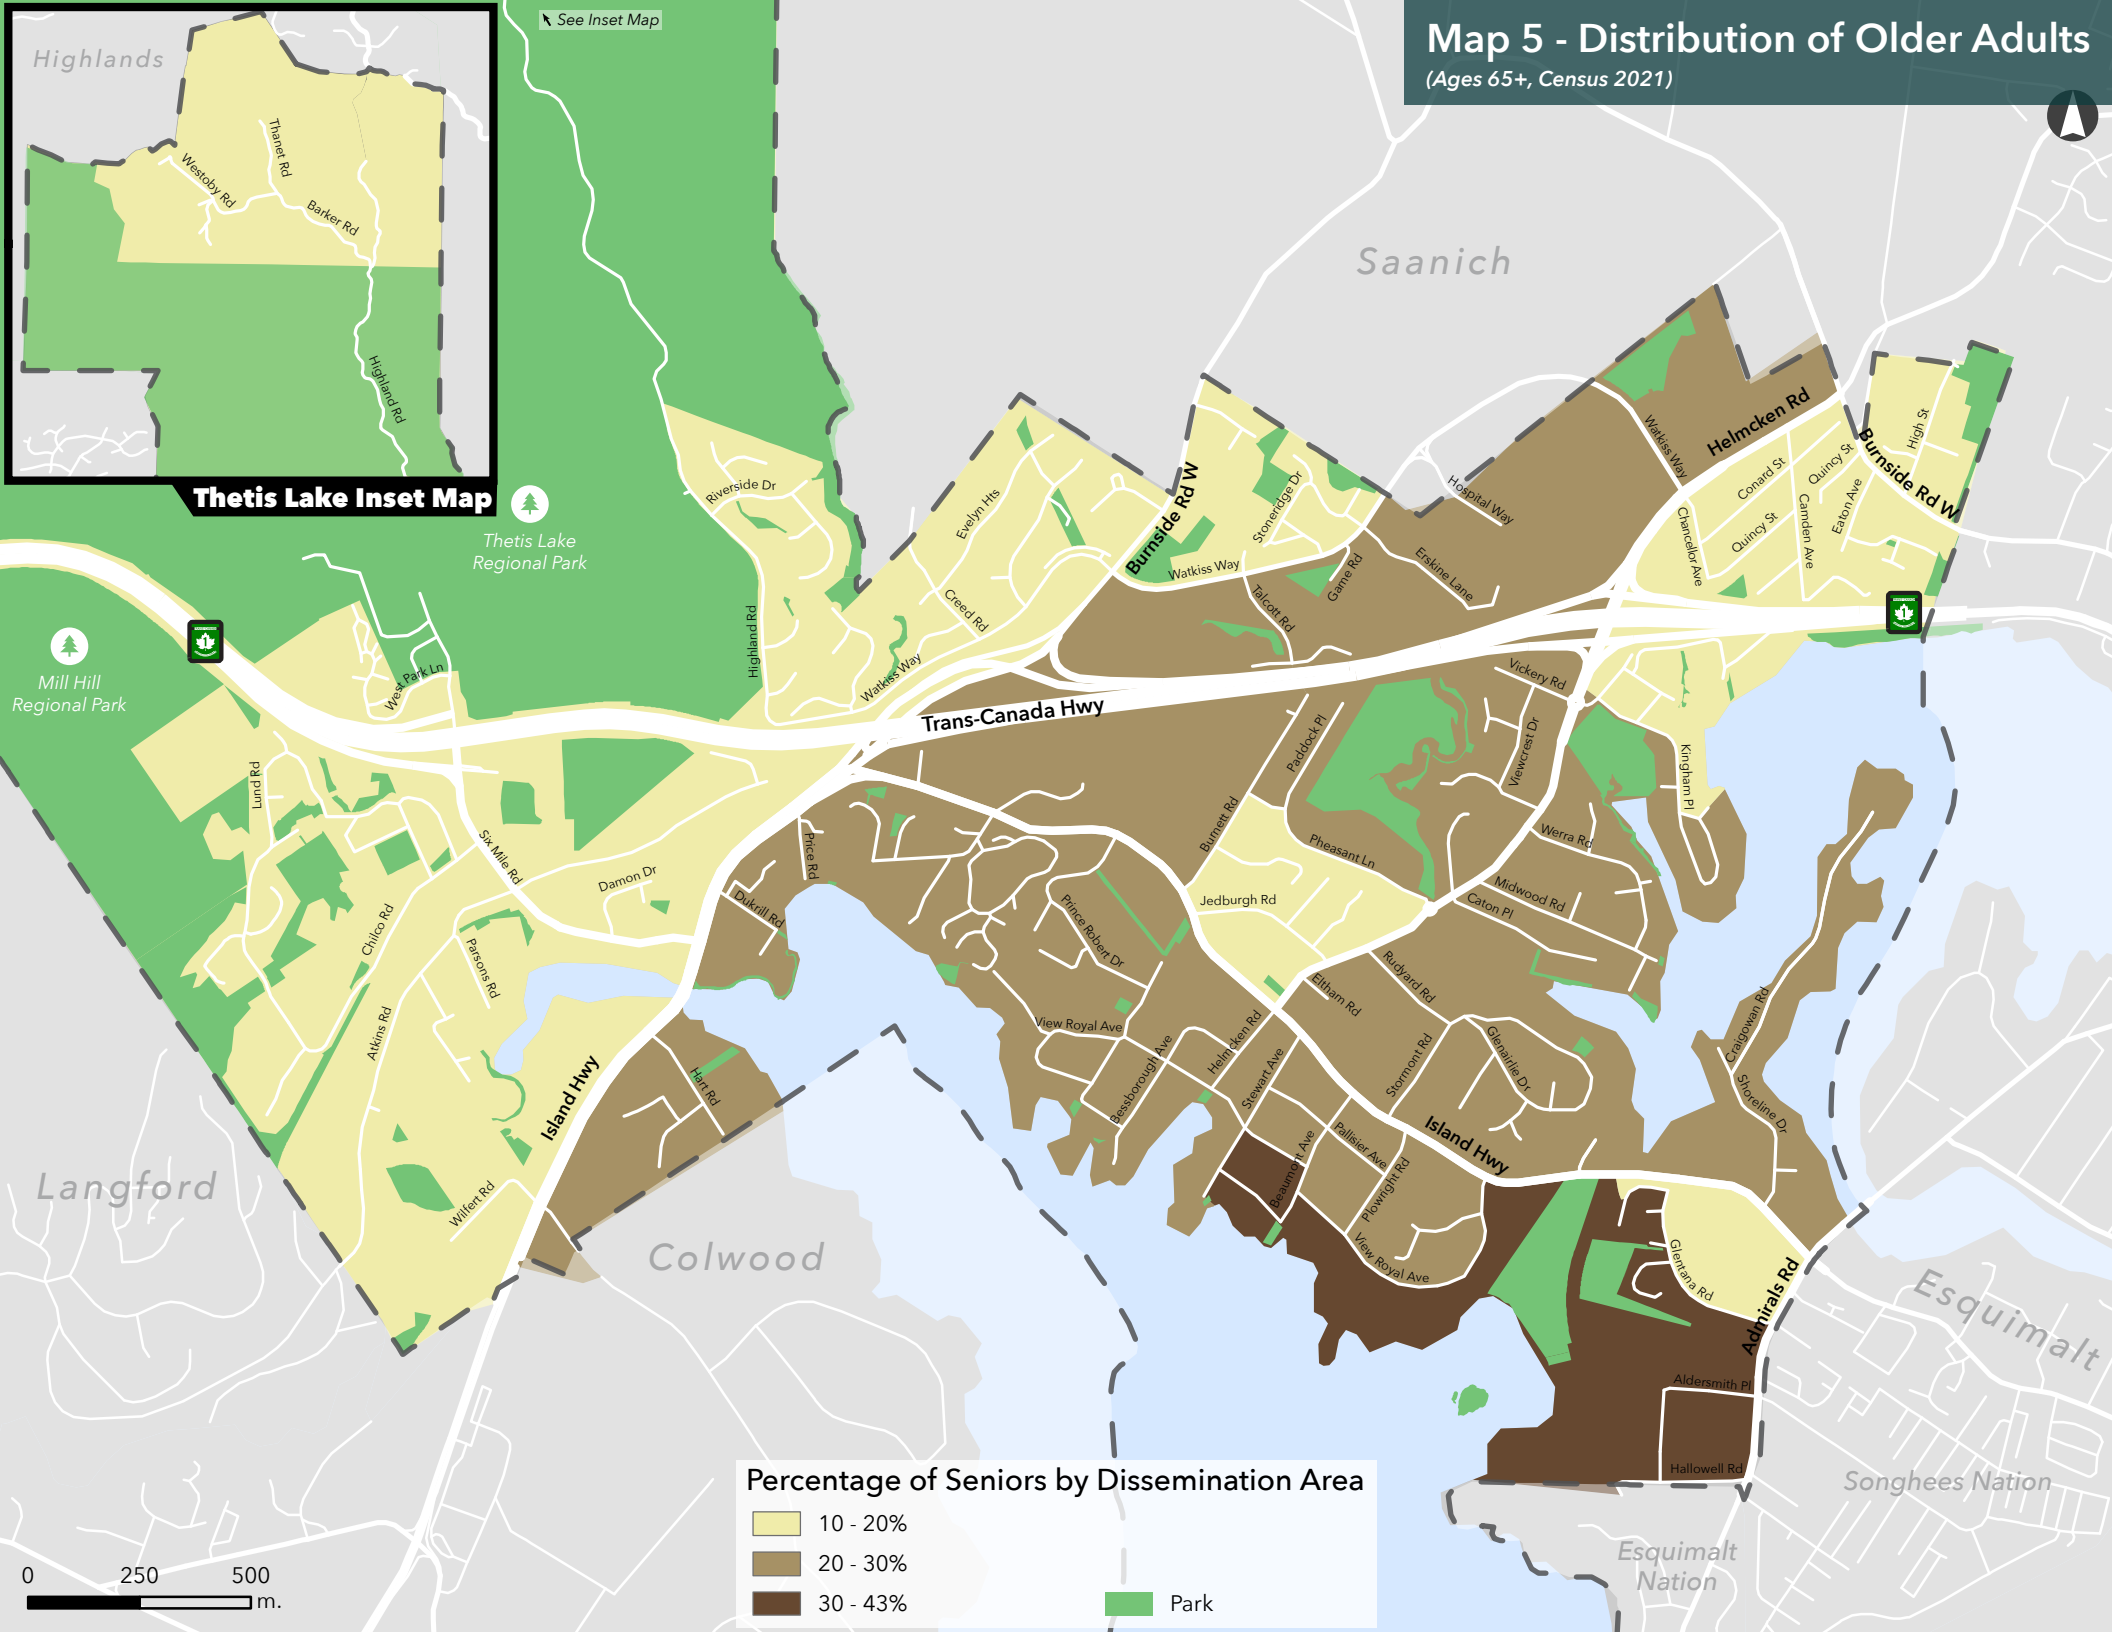 Map 5 - Distribution of Older Adults
(Ages 65+, Census 2021)
See Inset Map
Highlands
Thanet Rd
Westoby Rd
Barker Rd
Highland Rd
Thetis Lake Inset Map
Thetis Lake
Regional Park
Mill Hill
Regional Park
Saanich
Riverside Dr
Evelyn Hts
Burnside Rd W
Stoneridge Dr
Hospital Way
Watkiss Way
Helmcken Rd
Burnside Rd W
High St
Conard St
Quincy St
Quincy St
Camden Ave
Eaton Ave
Chancellor Ave
Watkiss Way
Game Rd
Erskine Lane
Talcott Rd
Creed Rd
Highland Rd
Watkiss Way
West Park Ln
1
1
Trans-Canada Hwy
Vickery Rd
Paddock Pl
Viewcrest Dr
Kingham Pl
Lund Rd
Six Mile Rd
Price Rd
Burnett Rd
Pheasant Ln
Werra Rd
Damon Dr
Dukrill Rd
Jedburgh Rd
Midwood Rd
Caton Pl
Chilco Rd
Parsons Rd
Prince Robert Dr
Rudyard Rd
Eltham Rd
Atkins Rd
View Royal Ave
Helmcken Rd
Craigowan Rd
Bessborough Ave
Stewart Ave
Stormont Rd
Glenairlie Dr
Shoreline Dr
Hart Rd
Island Hwy
Island Hwy
Pallisier Ave
Beaumont Ave
Plowright Rd
Wilfert Rd
View Royal Ave
Glentana Rd
Admirals Rd
Langford
Colwood
Esquimalt
Aldersmith Pl
Hallowell Rd
Songhees Nation
Esquimalt
Nation
Percentage of Seniors by Dissemination Area
10 - 20%
20 - 30%
30 - 43%
Park
0 250 500
m.